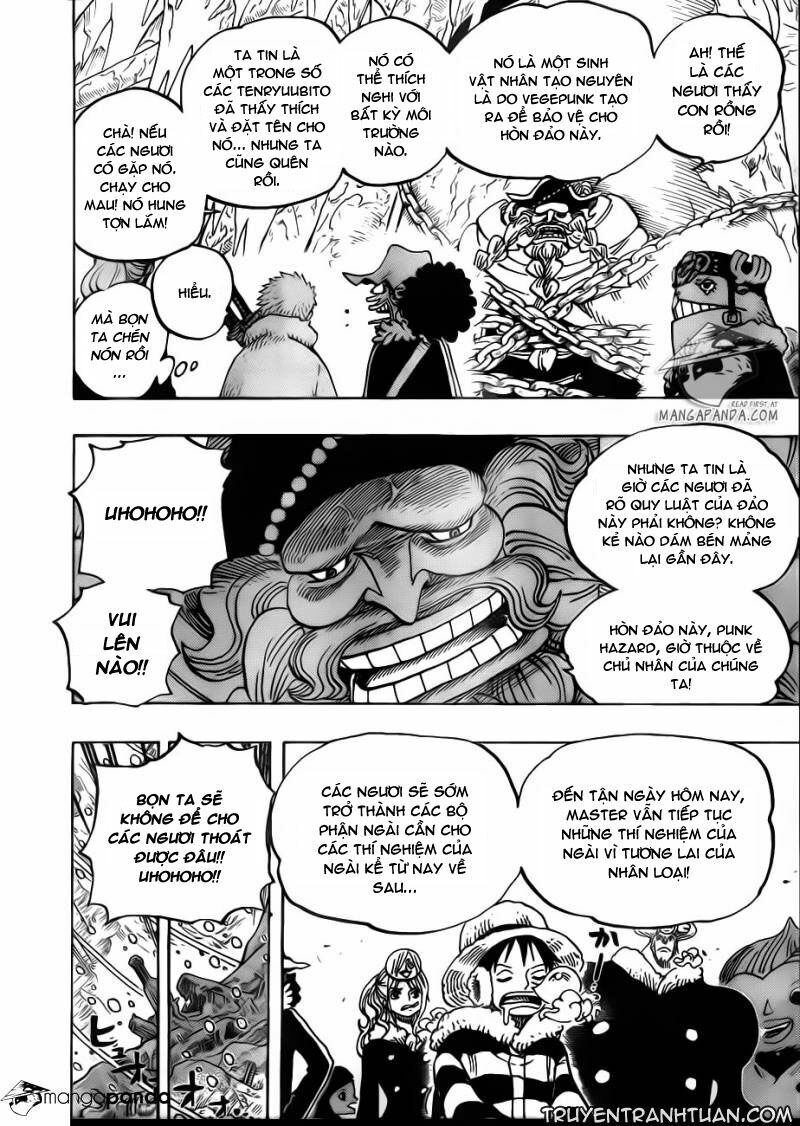 AH! THẾ
LÀ CÁC
NGƯƠI THẤY
CON RỒNG
RỒI!
NÓ LÀ MỘT SINH
VẬT NHÂN TẠO NGUYÊN
LÀ DO VEGEPUNK TẠO
RA ĐỂ BẢO VỆ CHO
HÒN ĐẢO NÀY.
NÓ CÓ
THỂ THÍCH
NGHI VỚI
BẤT KỲ MÔI
TRƯỜNG
NÀO.
TA TIN LÀ
MỘT TRONG SỐ
CÁC TENRYUUBITO
ĐÃ THẤY THÍCH
VÀ ĐẶT TÊN CHO
NÓ... NHƯNG TA
CŨNG QUÊN
RỒI.
CHÀ! NẾU
CÁC NGƯƠI
CÓ GẶP NÓ.
CHẠY CHO
MAU! NÓ HUNG
TỢN LẮM!
HIỂU.
MÀ BỌN
TA CHÉN
NÓN RỒI
...
READ FIRST AT
MANGAPANDA.COM
NHƯNG TA TIN LÀ
GIỜ CÁC NGƯƠI ĐÃ
RÕ QUY LUẬT CỦA ĐẢO
NÀY PHẢI KHÔNG? KHÔNG
KẺ NÀO DÁM BÉN MẢNG
LẠI GẦN ĐÂY.
HÒN ĐẢO NÀY, PUNK
HAZARD, GIỜ THUỘC VỀ
CHỦ NHÂN CỦA CHÚNG
TA!
UHOHOHO!!
VUI
LÊN
NÀO!!
ĐẾN TẬN NGÀY HÔM NAY,
MASTER VẪN TIẾP TỤC
NHỮNG THÍ NGHIỆM CỦA
NGÀI VÌ TƯƠNG LAI CỦA
NHÂN LOẠI!
CÁC NGƯƠI SẼ SỚM
TRỞ THÀNH CÁC BỘ
PHẬN NGÀI CẦN CHO
CÁC THÍ NGHIỆM CỦA
NGÀI KỂ TỪ NAY VỀ
SAU...
か
BỌN TA SẼ
KHÔNG ĐỂ CHO
CÁC NGƯƠI THOÁT
ĐƯỢC ĐÂU!!
UHOHOHO!!
ヒュオオオ
mangapanda
TRUYENTRANHTUAN.COM